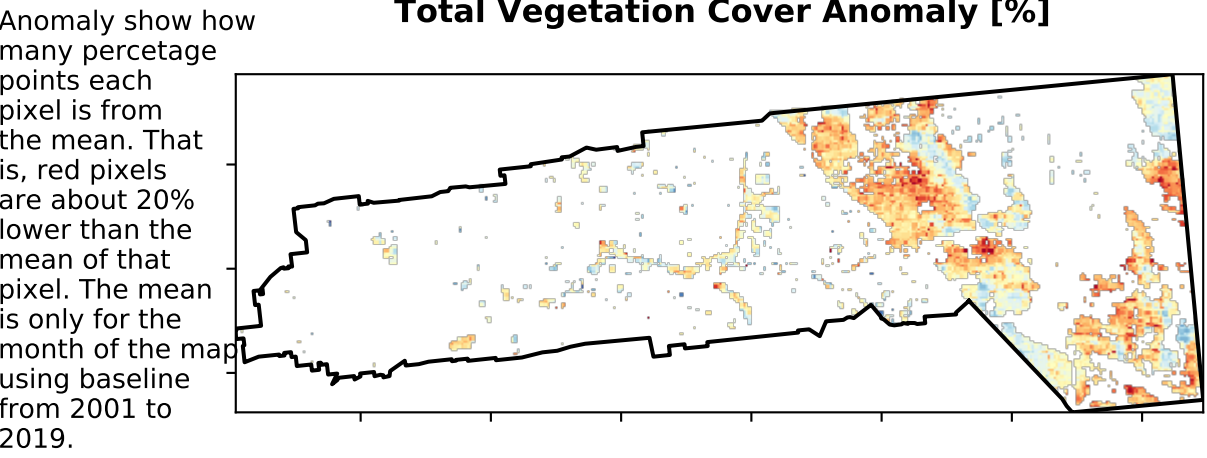 Total Vegetation Cover Anomaly [%]
Anomaly show how
many percetage
points each
pixel is from
the mean. That
is, red pixels
are about 20%
lower than the
mean of that
pixel. The mean
is only for the
month of the map
using baseline
from 2001 to
2019.